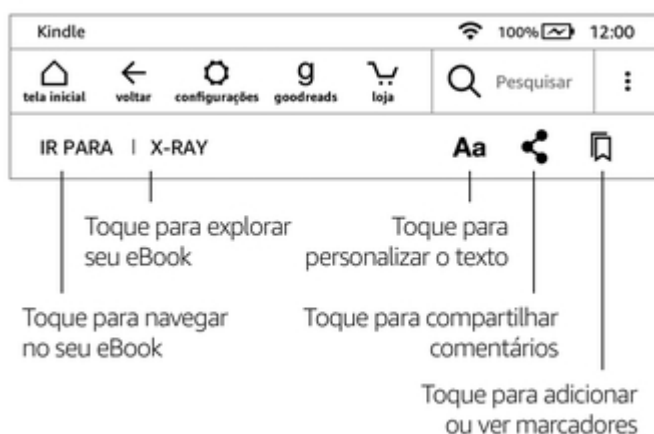 Kindle 100% 12:00
tela inicial voltar configurações goodreads loja Pesquisar
IR PARA | X-RAY Aa
Toque para explorar
seu eBook
Toque para
personalizar o texto
Toque para navegar
no seu eBook
Toque para compartilhar
comentários
Toque para adicionar
ou ver marcadores